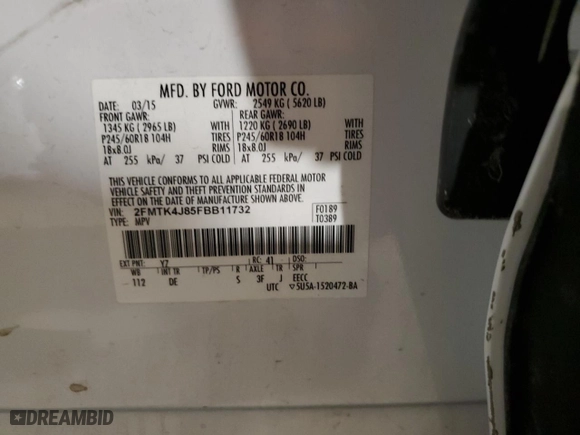 MFD. BY FORD MOTOR CO.
DATE: 03/15 GVWR: 2549 KG ( 5620 LB)
FRONT GAWR: REAR GAWR:
1345 KG ( 2965 LB) WITH 1220 KG ( 2690 LB) WITH
P245/60R18 104H TIRES P245/60R18 104H TIRES
18x8.0J RIMS 18x8.0J RIMS
AT 255 kPa/ 37 PSI COLD AT 255 kPa/ 37 PSI COLD
THIS VEHICLE CONFORMS TO ALL APPLICABLE FEDERAL MOTOR
VEHICLE SAFETY AND THEFT PREVENTION STANDARDS IN
EFFECT ON THE DATE OF MANUFACTURE SHOWN ABOVE.
VIN: 2FMTK4J85FBB11732 F0189
TYPE: MPV T0389
EXT PNT: YZ RC: 41 DSO:
WB INT TR TP/PS R AXLE TR SPR
112 DE 5 3F J EECC
UTC ▽5U5A-1520472-BA
DREAMBID